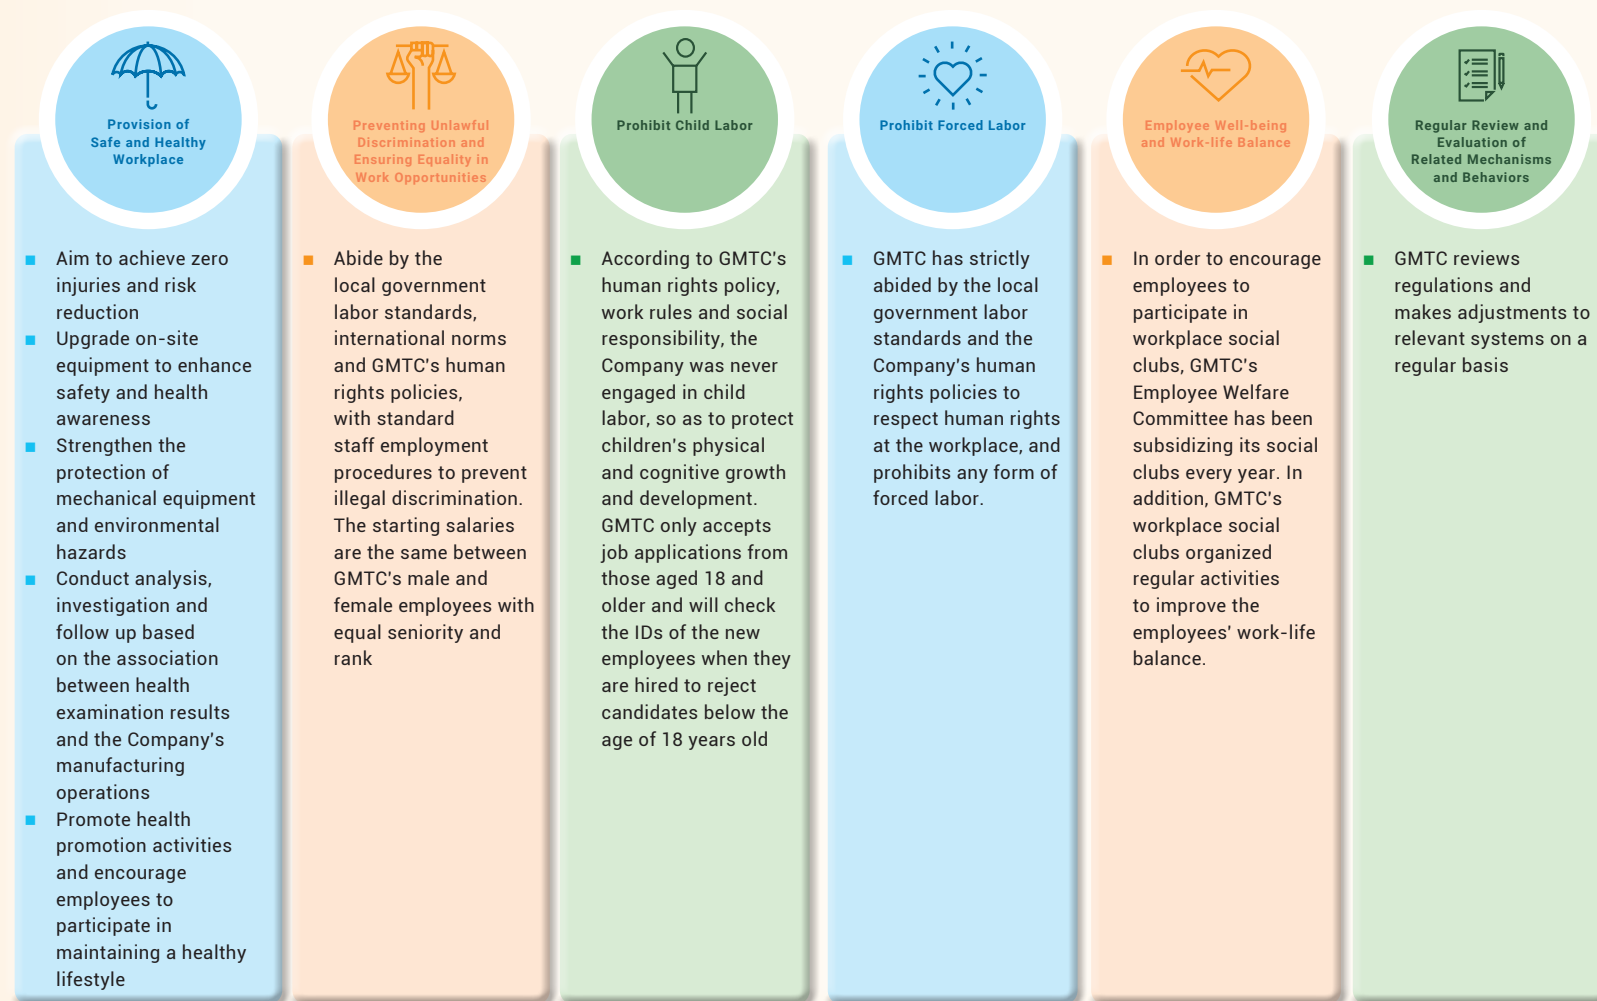 Provision of
Safe and Healthy
Workplace
Aim to achieve zero
injuries and risk
reduction
Upgrade on-site
equipment to enhance
safety and health
awareness
Strengthen the
protection of
mechanical equipment
and environmental
hazards
Conduct analysis,
investigation and
follow up based
on the association
between health
examination results
and the Company's
manufacturing
operations
Promote health
promotion activities
and encourage
employees to
participate in
maintaining a healthy
lifestyle
Preventing Unlawful
Discrimination and
Ensuring Equality in
Work Opportunities
Abide by the
local government
labor standards,
international norms
and GMTC's human
rights policies,
with standard
staff employment
procedures to prevent
illegal discrimination.
The starting salaries
are the same between
GMTC's male and
female employees with
equal seniority and
rank
Prohibit Child Labor
According to GMTC's
human rights policy,
work rules and social
responsibility, the
Company was never
engaged in child
labor, so as to protect
children's physical
and cognitive growth
and development.
GMTC only accepts
job applications from
those aged 18 and
older and will check
the IDs of the new
employees when they
are hired to reject
candidates below the
age of 18 years old
Prohibit Forced Labor
GMTC has strictly
abided by the local
government labor
standards and the
Company's human
rights policies to
respect human rights
at the workplace, and
prohibits any form of
forced labor.
Employee Well-being
and Work-life Balance
In order to encourage
employees to
participate in
workplace social
clubs, GMTC's
Employee Welfare
Committee has been
subsidizing its social
clubs every year. In
addition, GMTC's
workplace social
clubs organized
regular activities
to improve the
employees' work-life
balance.
Regular Review and
Evaluation of
Related Mechanisms
and Behaviors
GMTC reviews
regulations and
makes adjustments to
relevant systems on a
regular basis